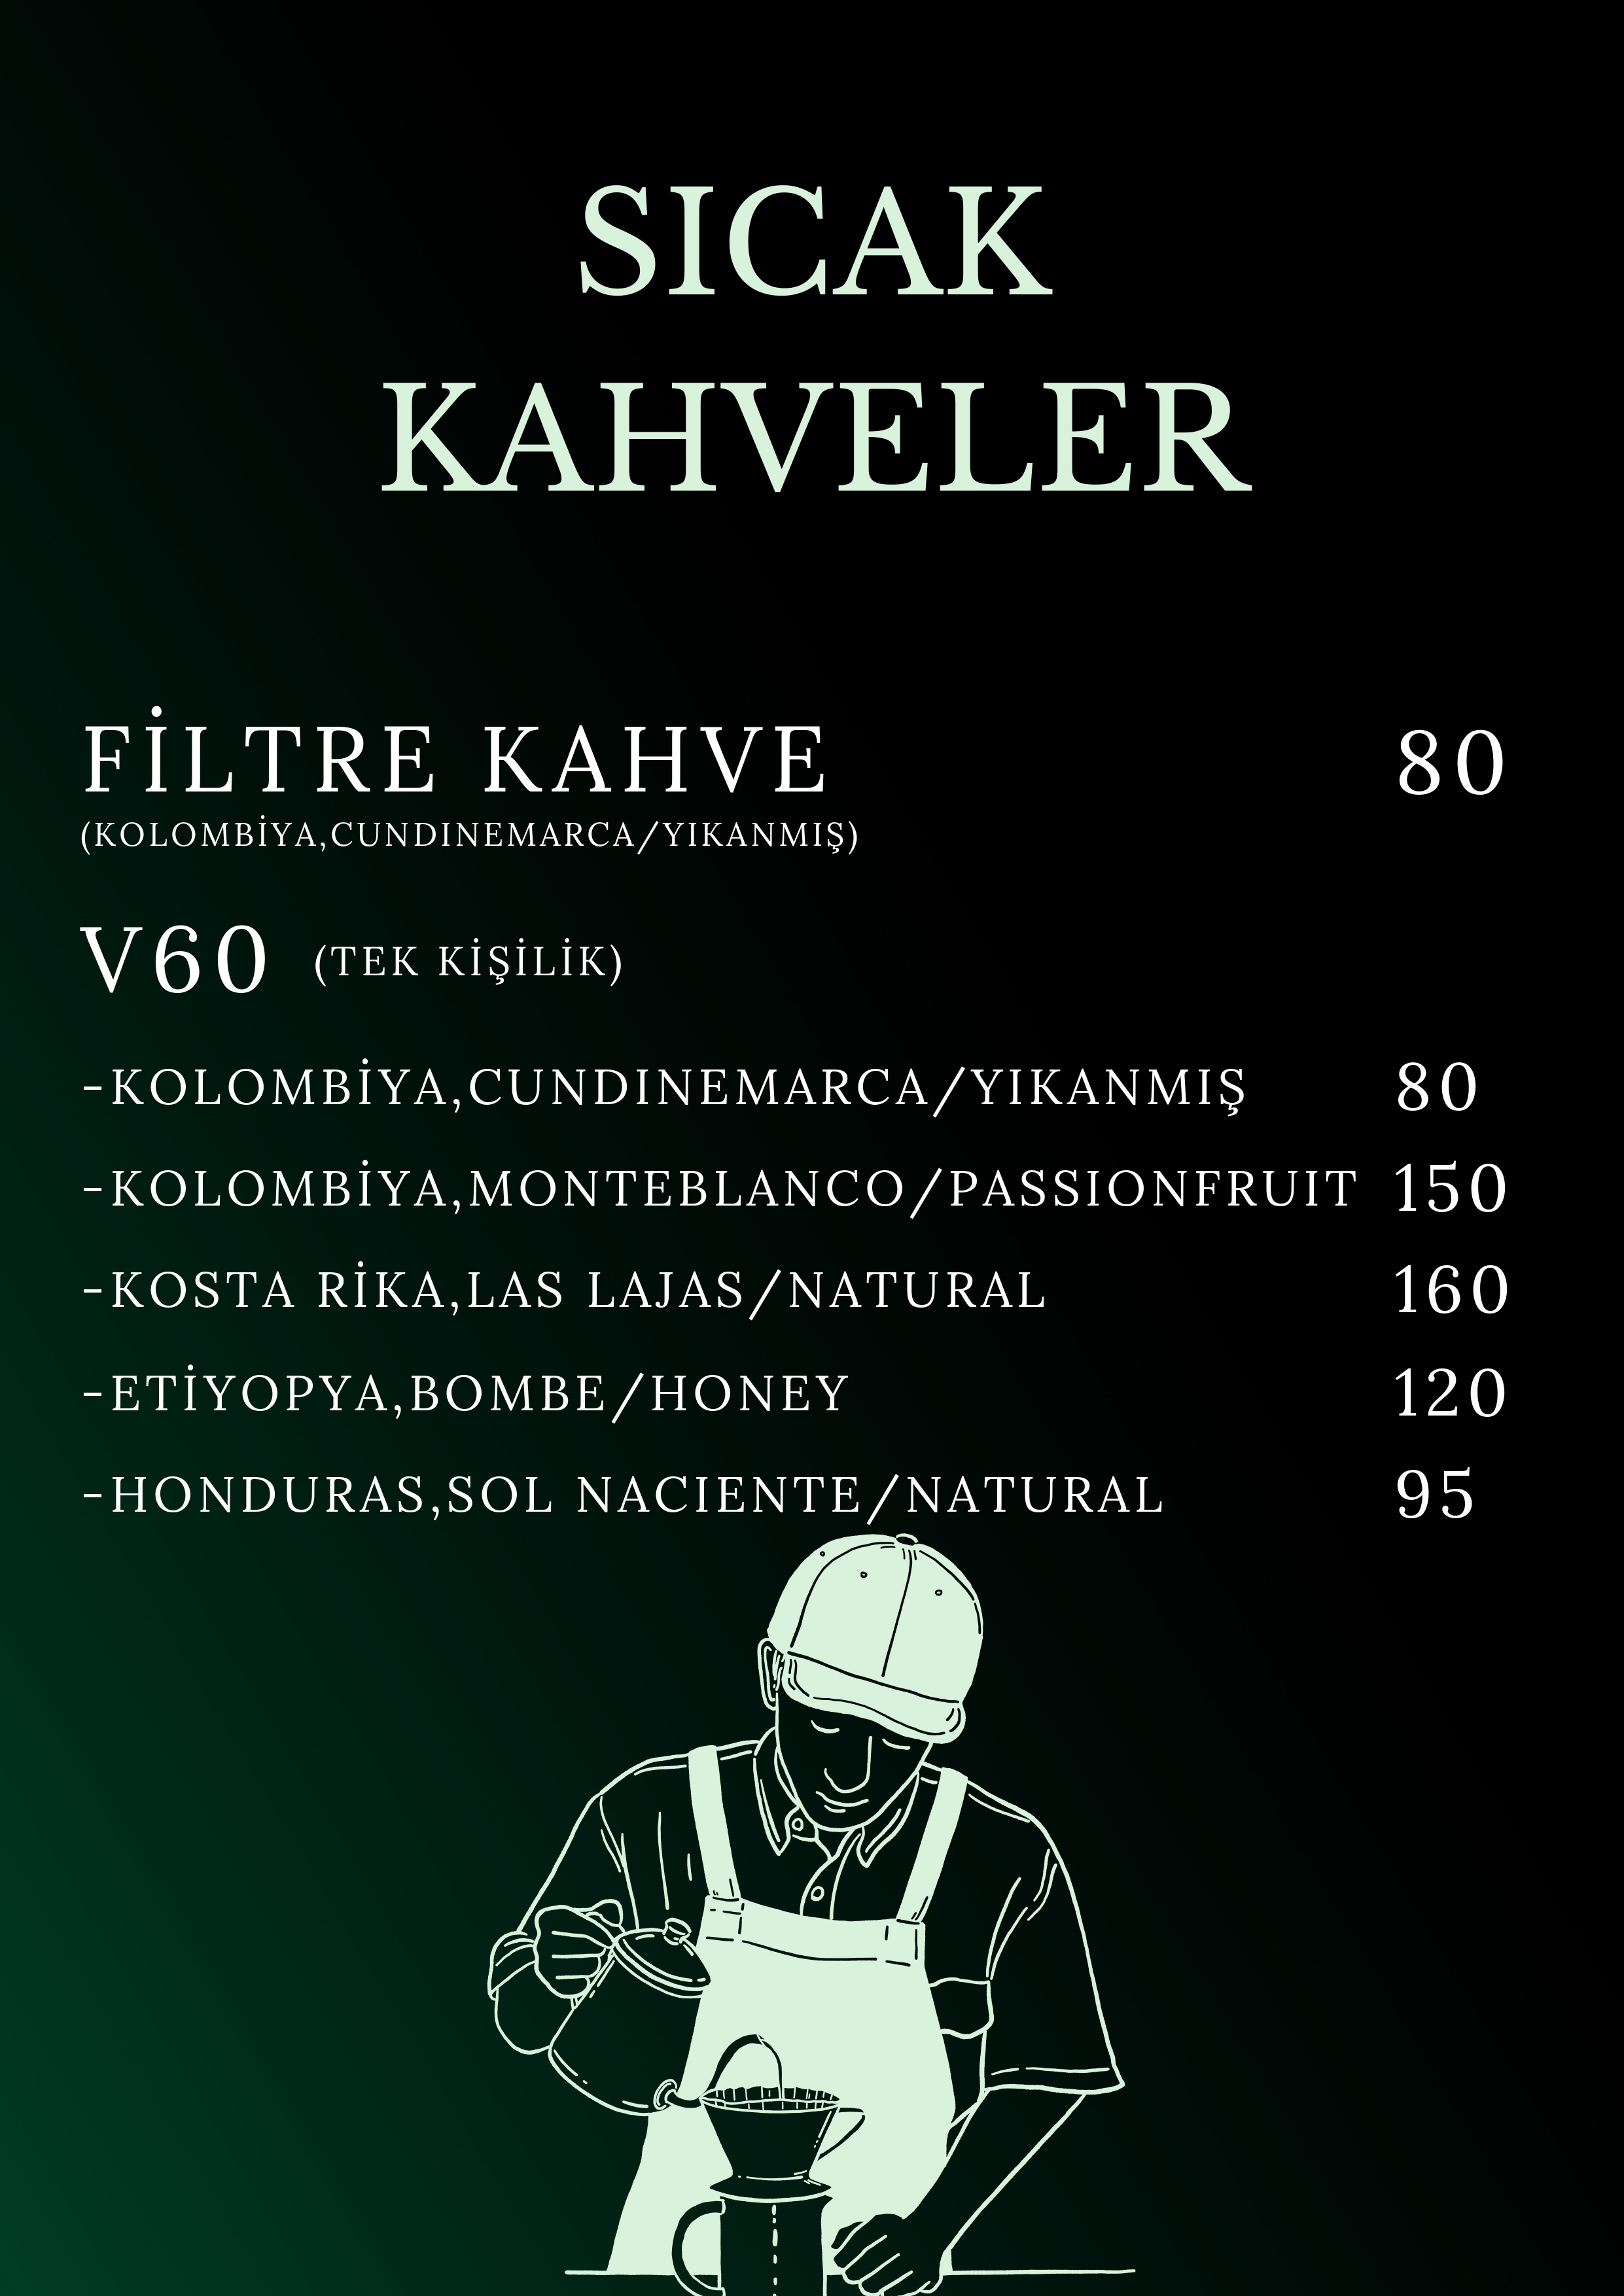 SICAK
KAHVELER
FİLTRE KAHVE 80
(KOLOMBİYA,CUNDINEMARCA/YIKANMIŞ)
V60 (TEK KİŞİLİK)
-KOLOMBİYA,CUNDINEMARCA/YIKANMIŞ 80
-KOLOMBİYA,MONTEBLANCO/PASSIONFRUIT 150
-KOSTA RİKA,LAS LAJAS/NATURAL 160
-ETİYOPYA,BOMBE/HONEY 120
-HONDURAS,SOL NACIENTE/NATURAL 95